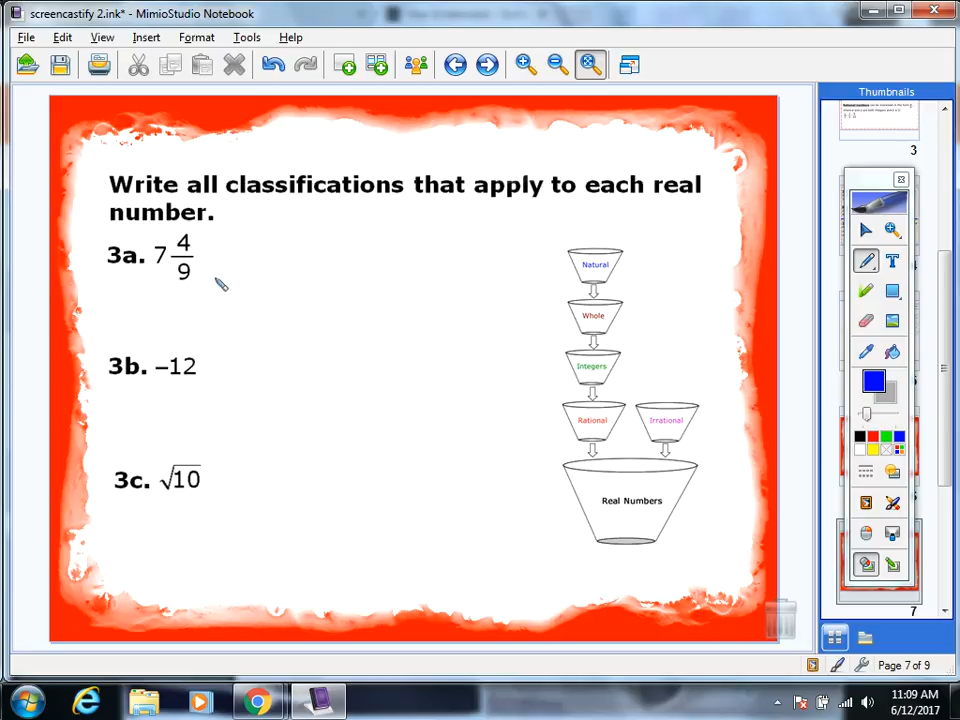 screencastify 2.ink* - MimioStudio Notebook
File Edit View Insert Format Tools Help
Thumbnails
3
Write all classifications that apply to each real
number.
3a. 7 4/9
3b. –12
3c. √10
Natural
Whole
Integers
Rational Irrational
Real Numbers
7
Page 7 of 9
11:09 AM
6/12/2017